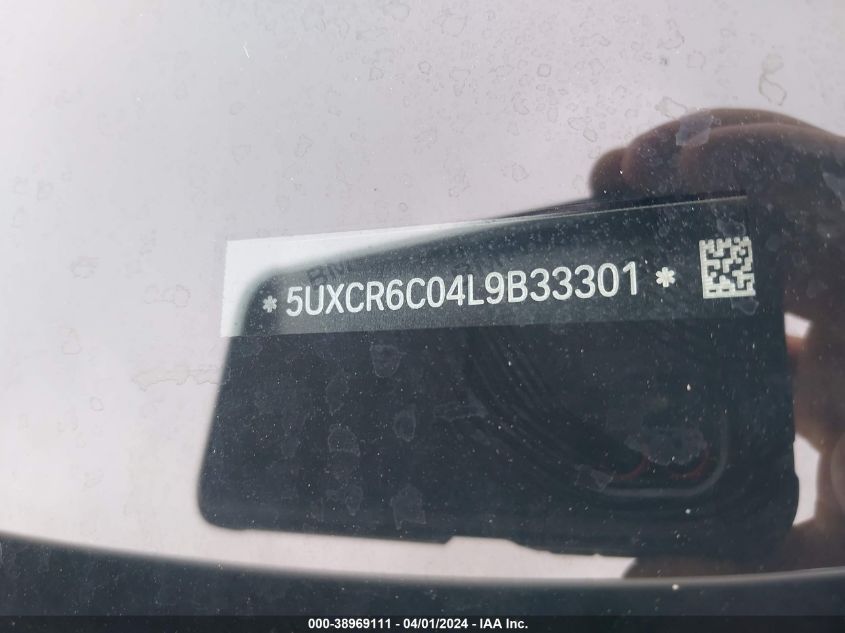 * 5UXCR6C04L9B33301 *
000-38969111 - 04/01/2024 - IAA Inc.